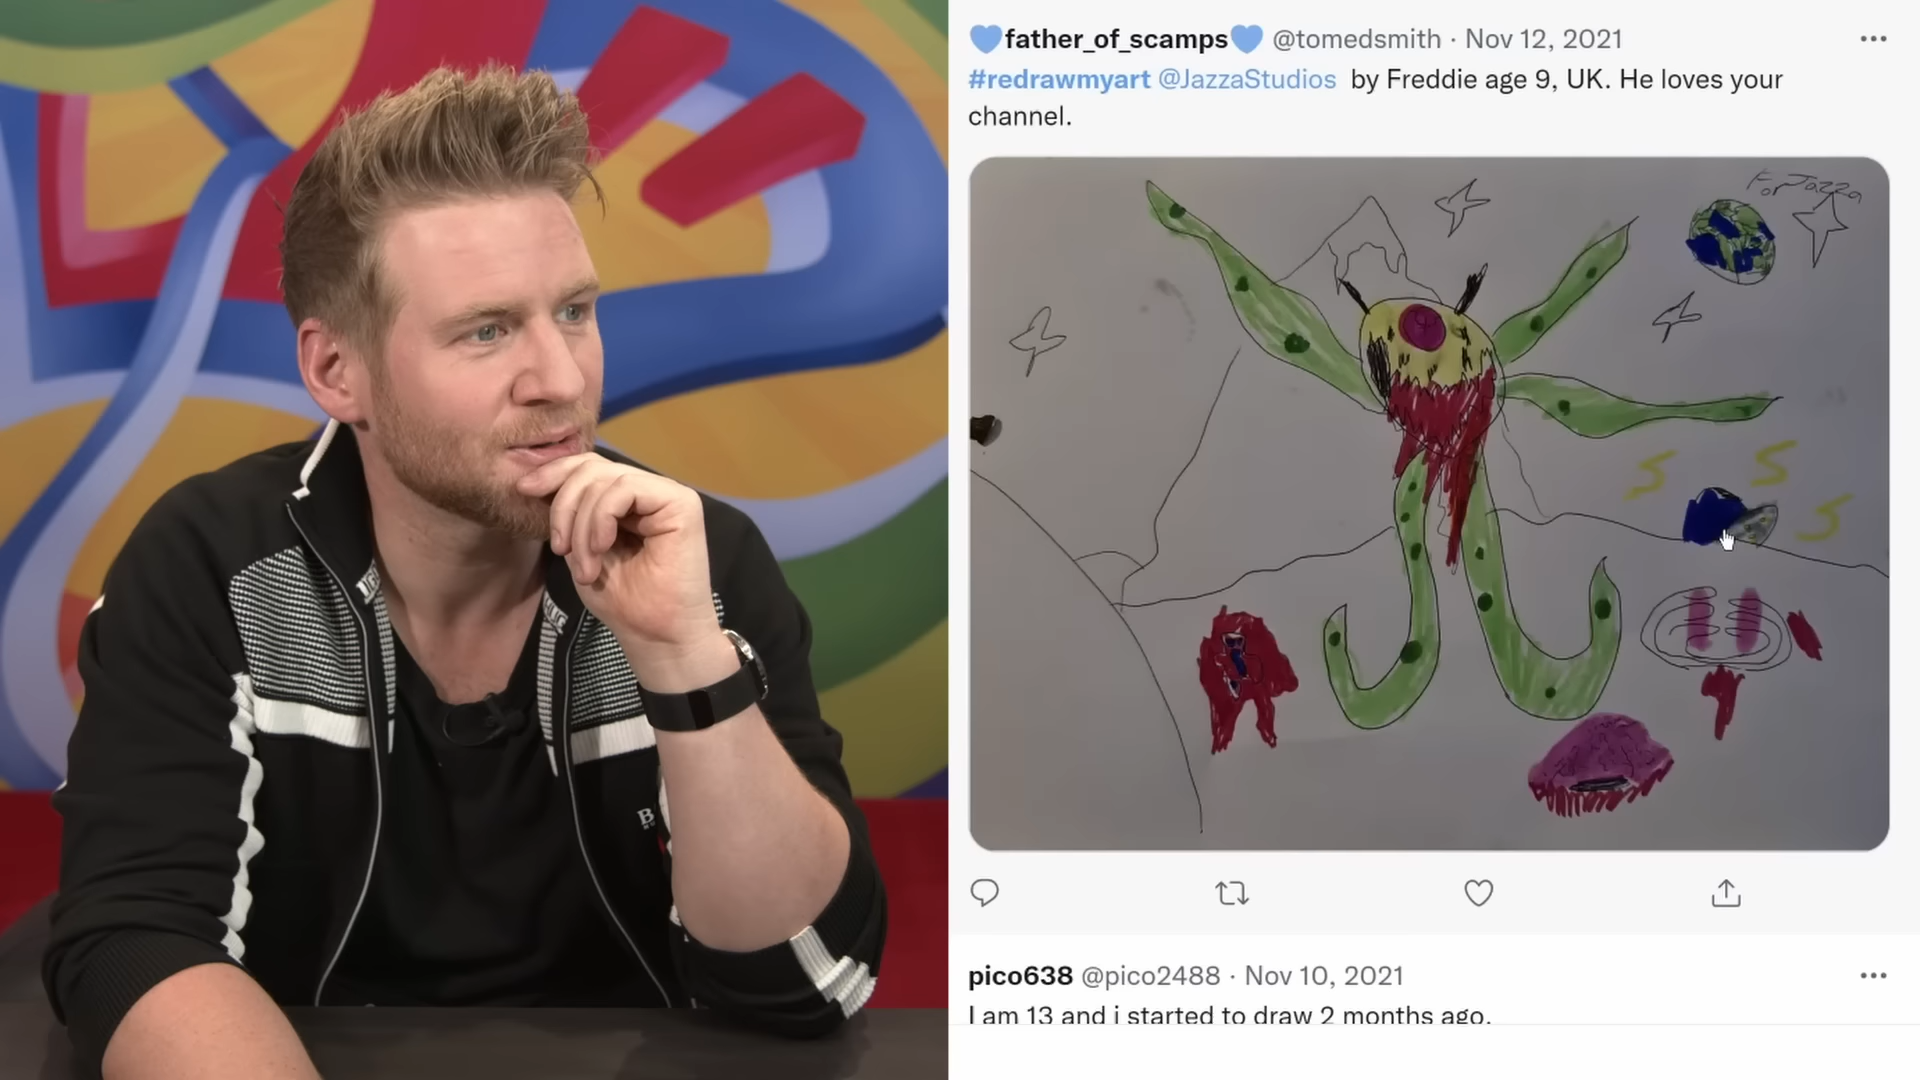 father_of_scamps @tomedsmith · Nov 12, 2021
#redrawmyart @JazzaStudios by Freddie age 9, UK. He loves your
channel.
For Jazza
pico638 @pico2488 · Nov 10, 2021
I am 13 and i started to draw 2 months ago.